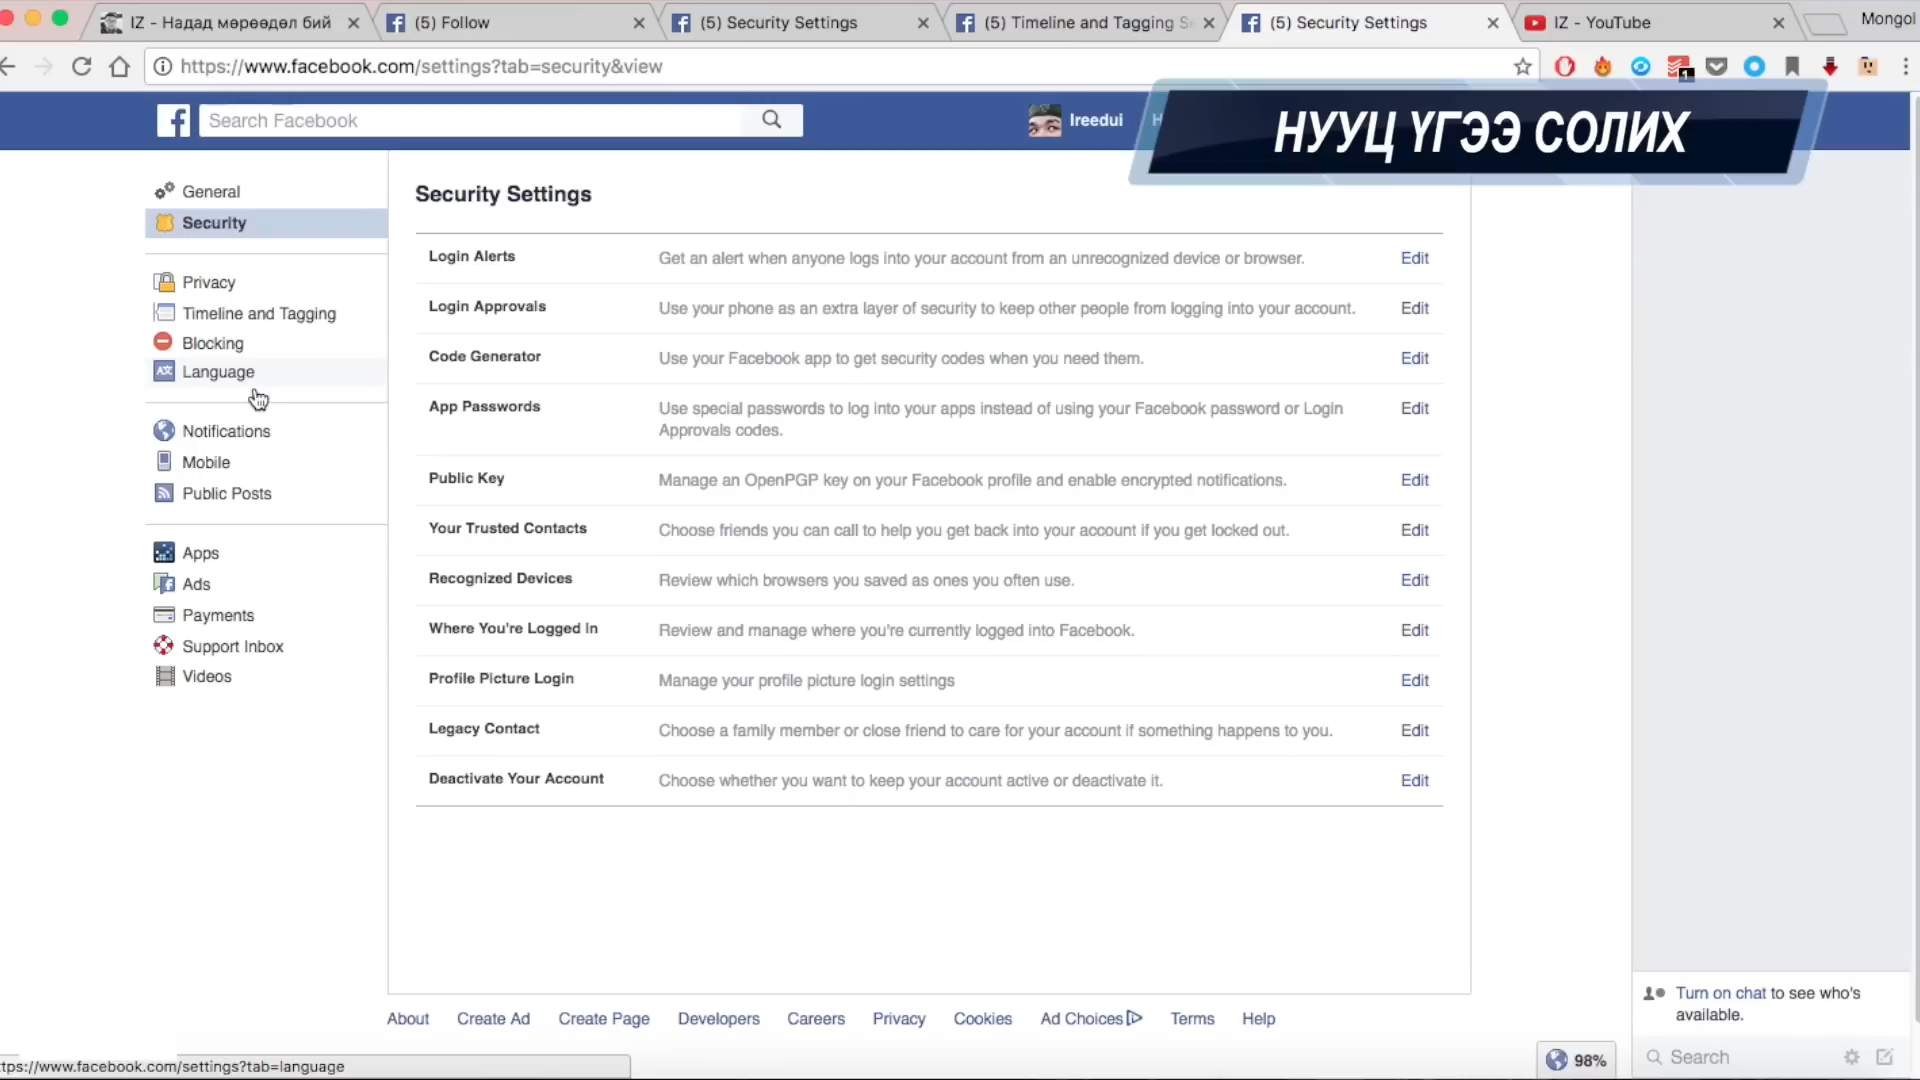 IZ - Надад мөрөөдөл бий
(5) Follow
(5) Security Settings
(5) Timeline and Tagging Se
(5) Security Settings
IZ - YouTube
Mongol
https://www.facebook.com/settings?tab=security&view
1
Search Facebook
Ireedui
НУУЦ ҮГЭЭ СОЛИХ
General
Security
Privacy
Timeline and Tagging
Blocking
Language
Notifications
Mobile
Public Posts
Apps
Ads
Payments
Support Inbox
Videos
Security Settings
Login Alerts Get an alert when anyone logs into your account from an unrecognized device or browser. Edit
Login Approvals Use your phone as an extra layer of security to keep other people from logging into your account. Edit
Code Generator Use your Facebook app to get security codes when you need them. Edit
App Passwords Use special passwords to log into your apps instead of using your Facebook password or Login Edit
Approvals codes.
Public Key Manage an OpenPGP key on your Facebook profile and enable encrypted notifications. Edit
Your Trusted Contacts Choose friends you can call to help you get back into your account if you get locked out. Edit
Recognized Devices Review which browsers you saved as ones you often use. Edit
Where You're Logged In Review and manage where you're currently logged into Facebook. Edit
Profile Picture Login Manage your profile picture login settings Edit
Legacy Contact Choose a family member or close friend to care for your account if something happens to you. Edit
Deactivate Your Account Choose whether you want to keep your account active or deactivate it. Edit
About Create Ad Create Page Developers Careers Privacy Cookies Ad Choices Terms Help
Turn on chat to see who's
available.
Search
98%
tps://www.facebook.com/settings?tab=language